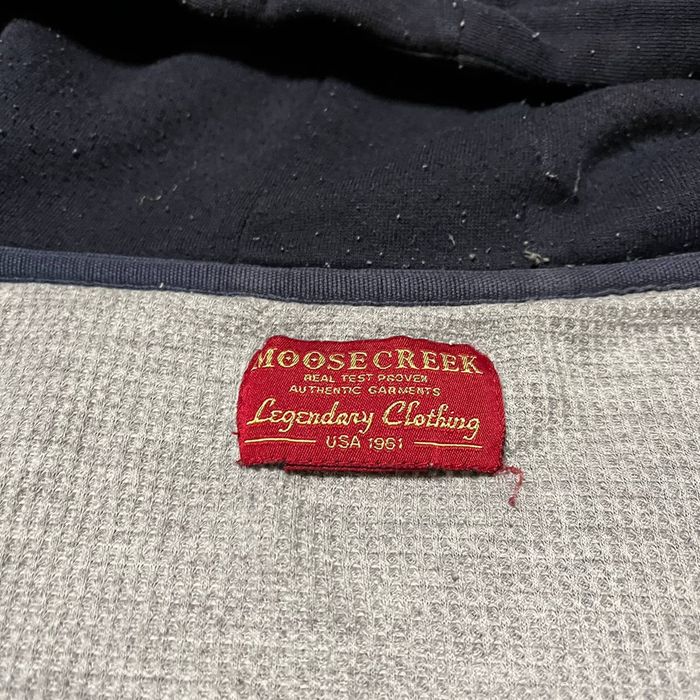 MOOSECREEK
REAL TEST PROVEN
AUTHENTIC GARMENTS
Legendary Clothing
USA 1961